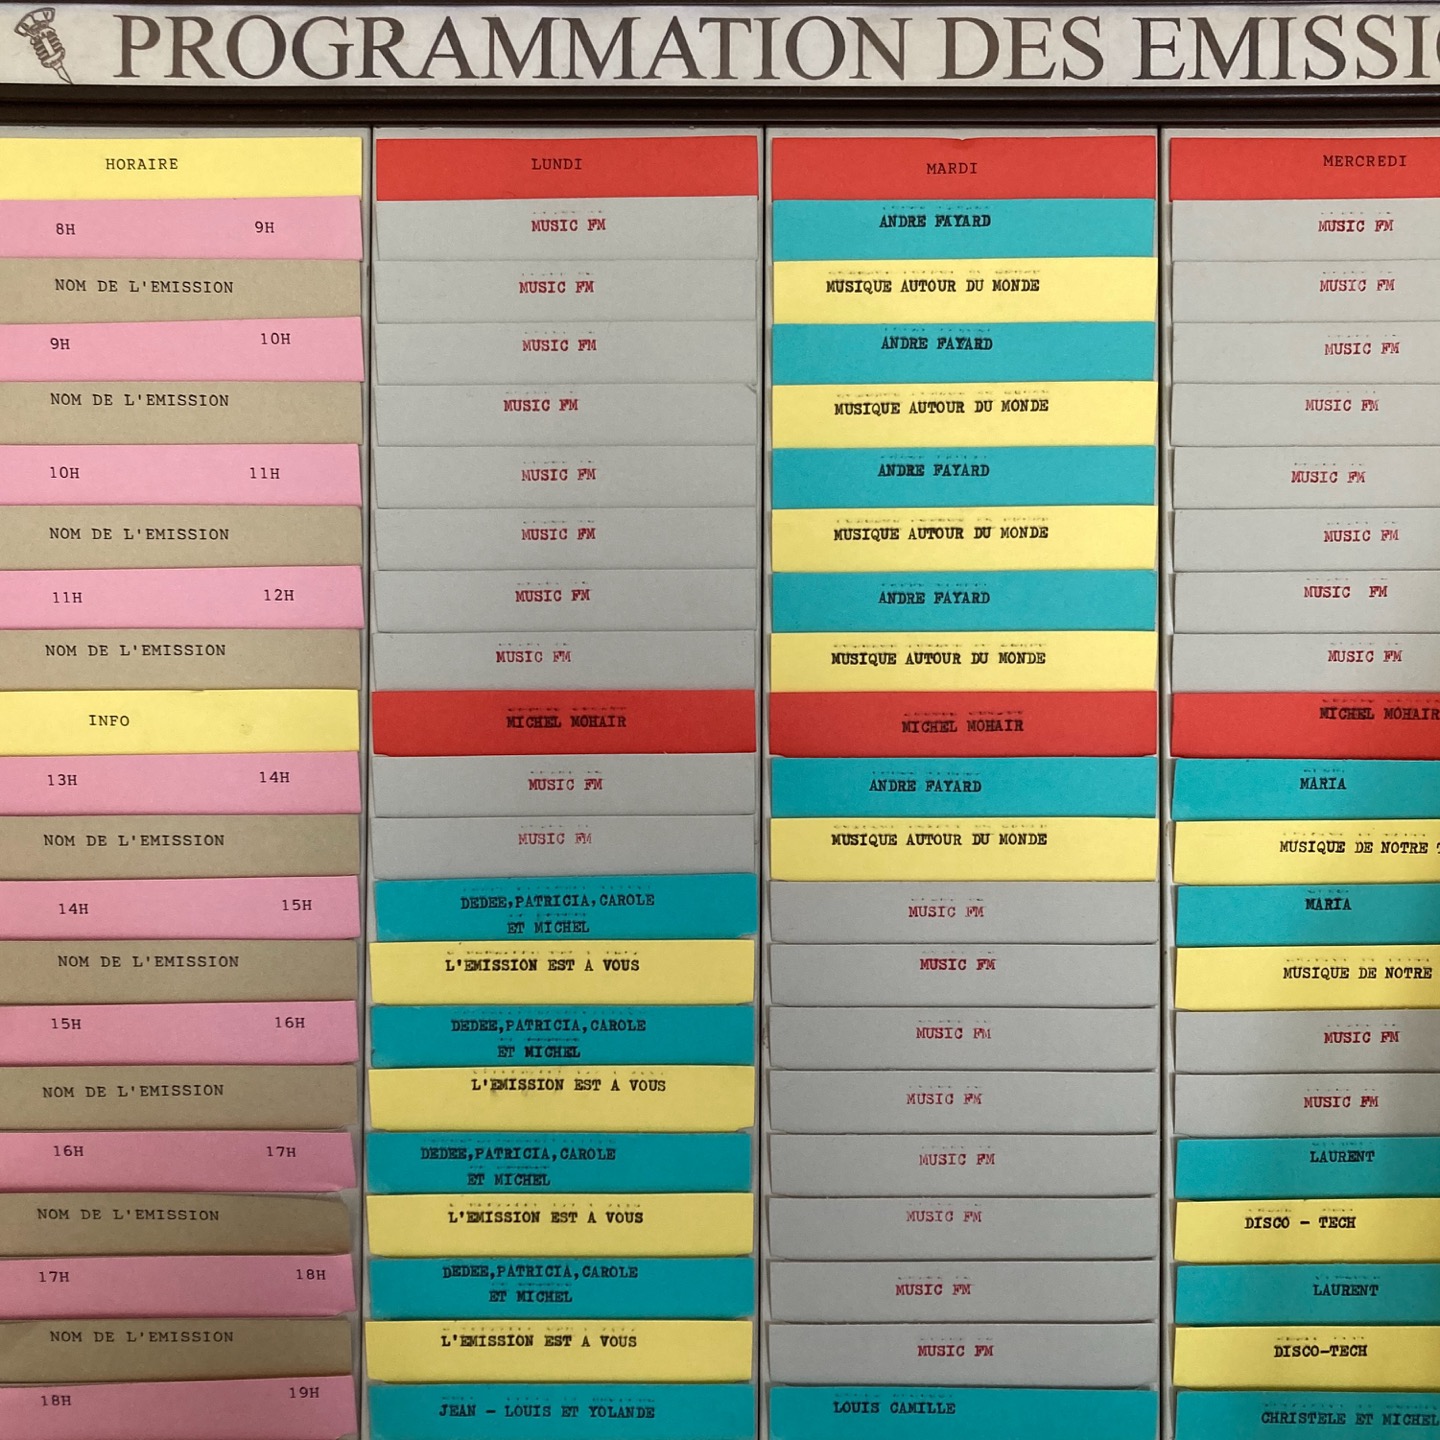 PROGRAMMATION DES
HORAIRE LUNDI MARDI MERCREDI
8H 9H MUSIC FM ANDRE FAYARD MUSIC FM
NOM DE L'EMISSION MUSIC FM MUSIQUE AUTOUR DU MONDE MUSIC FM
9H 10H MUSIC FM ANDRE FAYARD MUSIC FM
NOM DE L'EMISSION MUSIC FM MUSIQUE AUTOUR DU MONDE MUSIC FM
10H 11H MUSIC FM ANDRE FAYARD MUSIC FM
NOM DE L'EMISSION MUSIC FM MUSIQUE AUTOUR DU MONDE MUSIC FM
11H 12H MUSIC FM ANDRE FAYARD MUSIC FM
NOM DE L'EMISSION MUSIC FM MUSIQUE AUTOUR DU MONDE MUSIC FM
INFO MICHEL MOHAIR MICHEL MOHAIR MICHEL MOHAIR
13H 14H MUSIC FM ANDRE FAYARD MARIA
NOM DE L'EMISSION MUSIC FM MUSIQUE AUTOUR DU MONDE MUSIQUE DE NOTRE
14H 15H DEDEE,PATRICIA,CAROLE MUSIC FM MARIA
ET MICHEL
NOM DE L'EMISSION L'EMISSION EST A VOUS MUSIC FM MUSIQUE DE NOTRE
15H 16H DEDEE,PATRICIA,CAROLE MUSIC FM MUSIC FM
ET MICHEL
NOM DE L'EMISSION L'EMISSION EST A VOUS MUSIC FM MUSIC FM
16H 17H DEDEE,PATRICIA,CAROLE MUSIC FM LAURENT
ET MICHEL
NOM DE L'EMISSION L'EMISSION EST A VOUS MUSIC FM DISCO - TECH
17H 18H DEDEE,PATRICIA,CAROLE MUSIC FM LAURENT
ET MICHEL
NOM DE L'EMISSION L'EMISSION EST A VOUS MUSIC FM DISCO-TECH
18H 19H JEAN - LOUIS ET YOLANDE LOUIS CAMILLE CHRISTELE ET MICHEL